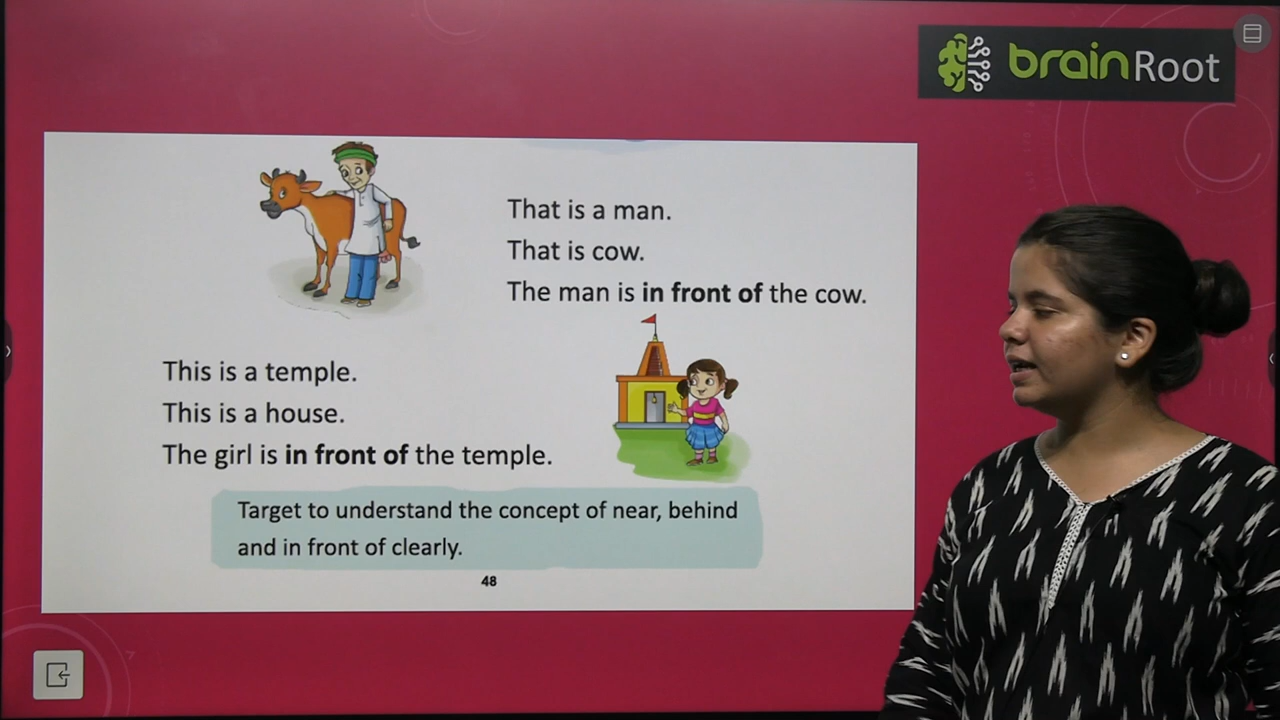 brainRoot
That is a man.
That is cow.
The man is in front of the cow.
This is a temple.
This is a house.
The girl is in front of the temple.
Target to understand the concept of near, behind
and in front of clearly.
48